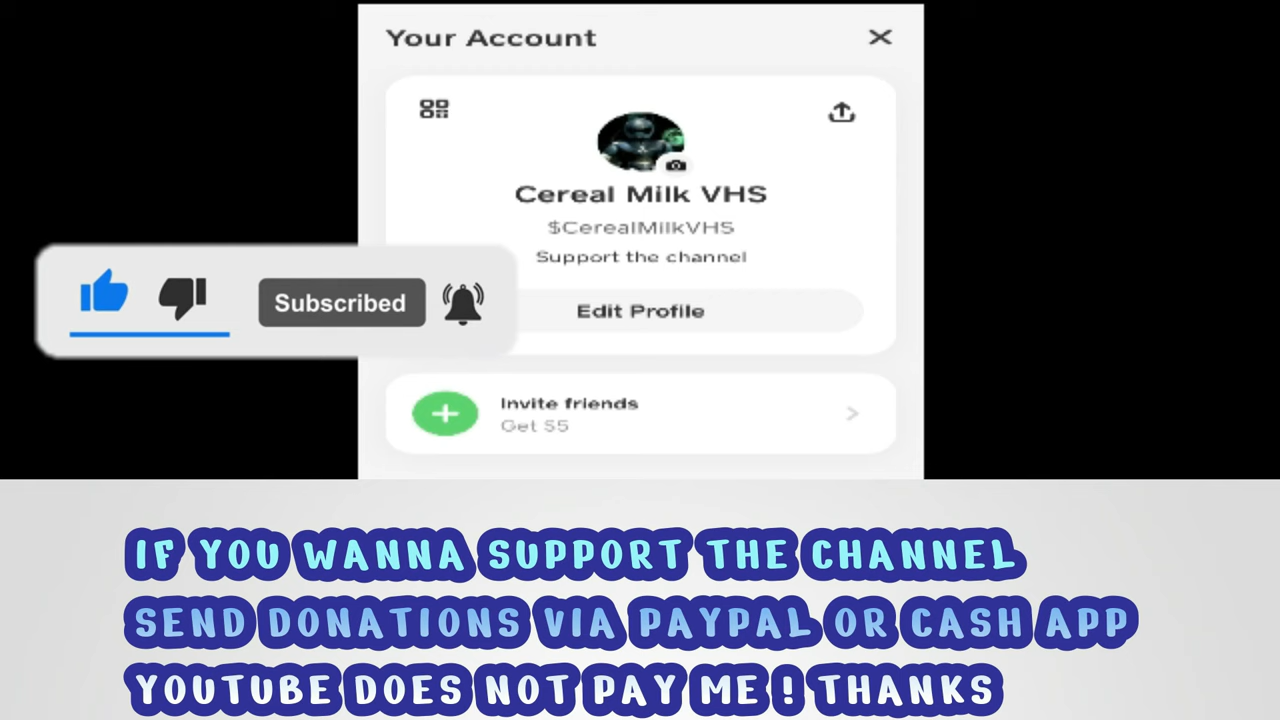 Your Account
Cereal Milk VHS
$CerealMilkVHS
Support the channel
Subscribed
Edit Profile
Invite friends
Get $5
IF YOU WANNA SUPPORT THE CHANNEL
SEND DONATIONS VIA PAYPAL OR CASH APP
YOUTUBE DOES NOT PAY ME ! THANKS